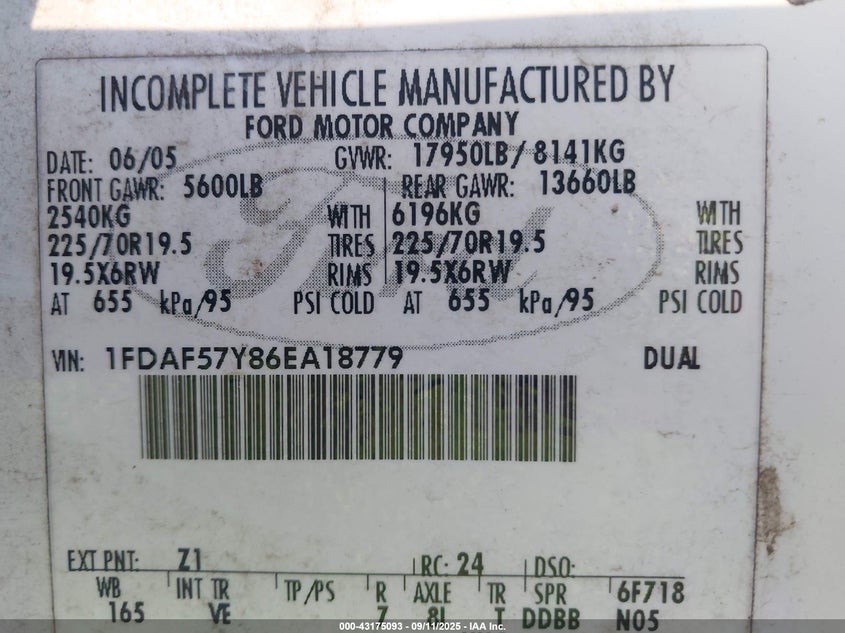 INCOMPLETE VEHICLE MANUFACTURED BY
FORD MOTOR COMPANY
DATE: 06/05 GVWR: 17950LB/ 8141KG
FRONT GAWR: 5600LB REAR GAWR: 13660LB
2540KG WITH 6196KG WITH
225/70R19.5 TIRES 225/70R19.5 TIRES
19.5X6RW RIMS 19.5X6RW RIMS
AT 655 kPa/95 PSI COLD AT 655 kPa/95 PSI COLD
VIN: 1FDAF57Y86EA18779 DUAL
EXT PNT: Z1 RC: 24 DSO:
WB INT TR TP/PS R AXLE TR SPR 6F718
165 VE 7 8L T DDBB N05
000-43175093 - 09/11/2025 - IAA Inc.